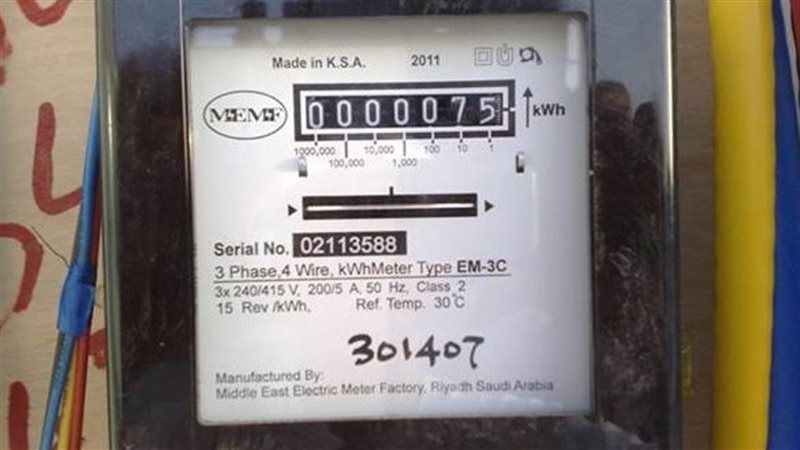 Made in K.S.A. 2011
MEMF
0000075 kWh
1000,000 10,000 100 10 1
100,000 1,000
Serial No. 02113588
3 Phase,4 Wire, kWhMeter Type EM-3C
3x 240/415 V, 200/5 A. 50 Hz, Class 2
15 Rev /kWh, Ref. Temp. 30°C
301407
Manufactured By:
Middle East Electric Meter Factory, Riyadh Saudi Arabia